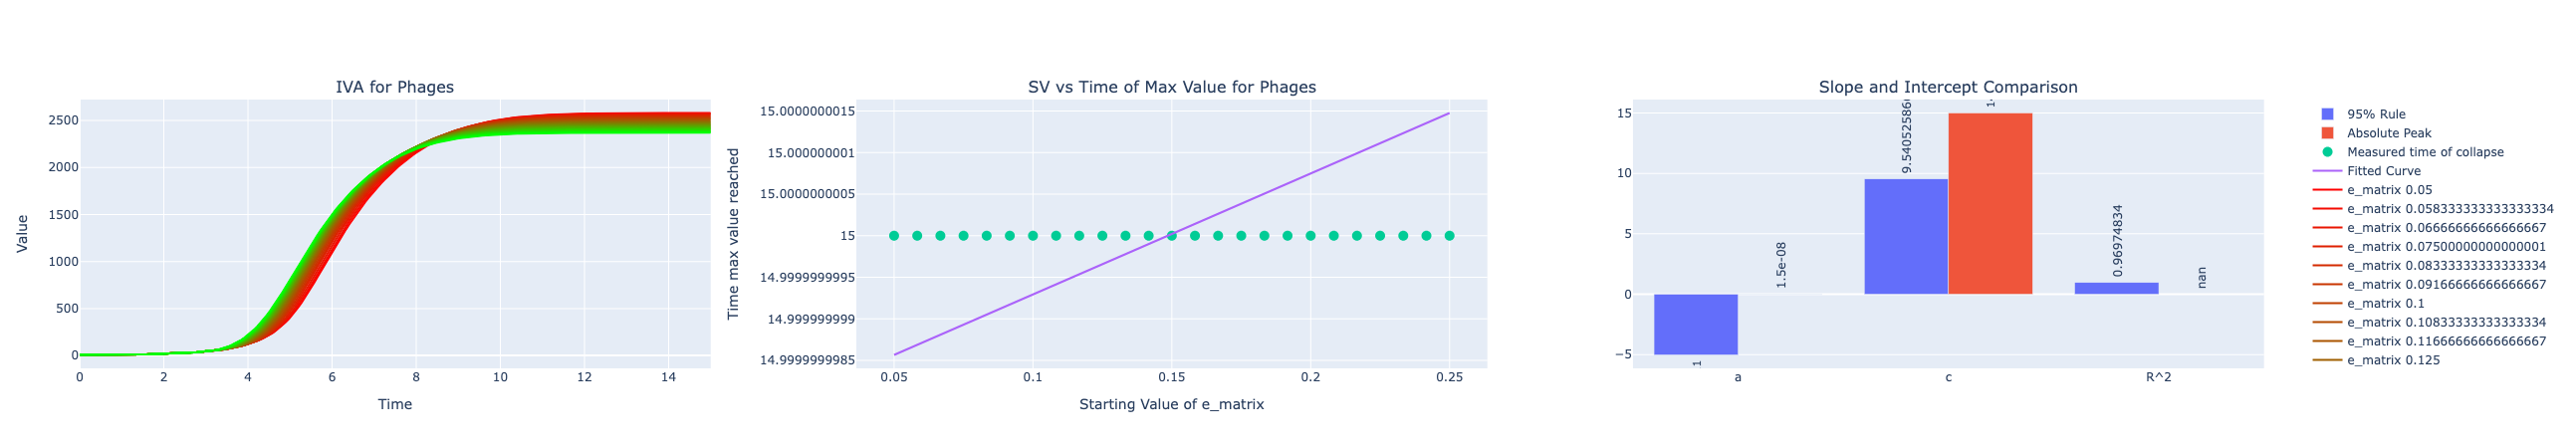 IVA for Phages
2500
2000
1500
1000
500
0
0 2 4 6 8 10 12 14
Value
Time
SV vs Time of Max Value for Phages
15.0000000015
15.000000001
15.0000000005
15
14.9999999995
14.999999999
14.9999999985
0.05 0.1 0.15 0.2 0.25
Time max value reached
Starting Value of e_matrix
Slope and Intercept Comparison
15
10
5
0
−5
1.5e-08
0.96974834
nan
a c R^2
95% Rule
Absolute Peak
Measured time of collapse
Fitted Curve
e_matrix 0.05
e_matrix 0.058333333333333334
e_matrix 0.06666666666666667
e_matrix 0.07500000000000001
e_matrix 0.08333333333333334
e_matrix 0.09166666666666667
e_matrix 0.1
e_matrix 0.10833333333333334
e_matrix 0.11666666666666667
e_matrix 0.125